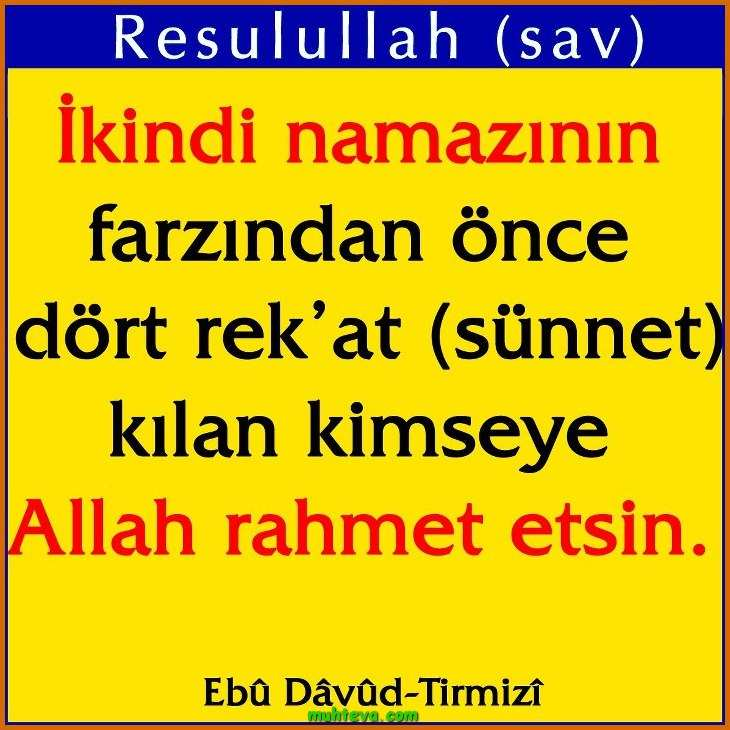 Resulullah (sav)
İkindi namazının
farzından önce
dört rek'at (sünnet)
kılan kimseye
Allah rahmet etsin.
Ebû Dâvûd-Tirmizî
muhteva.com